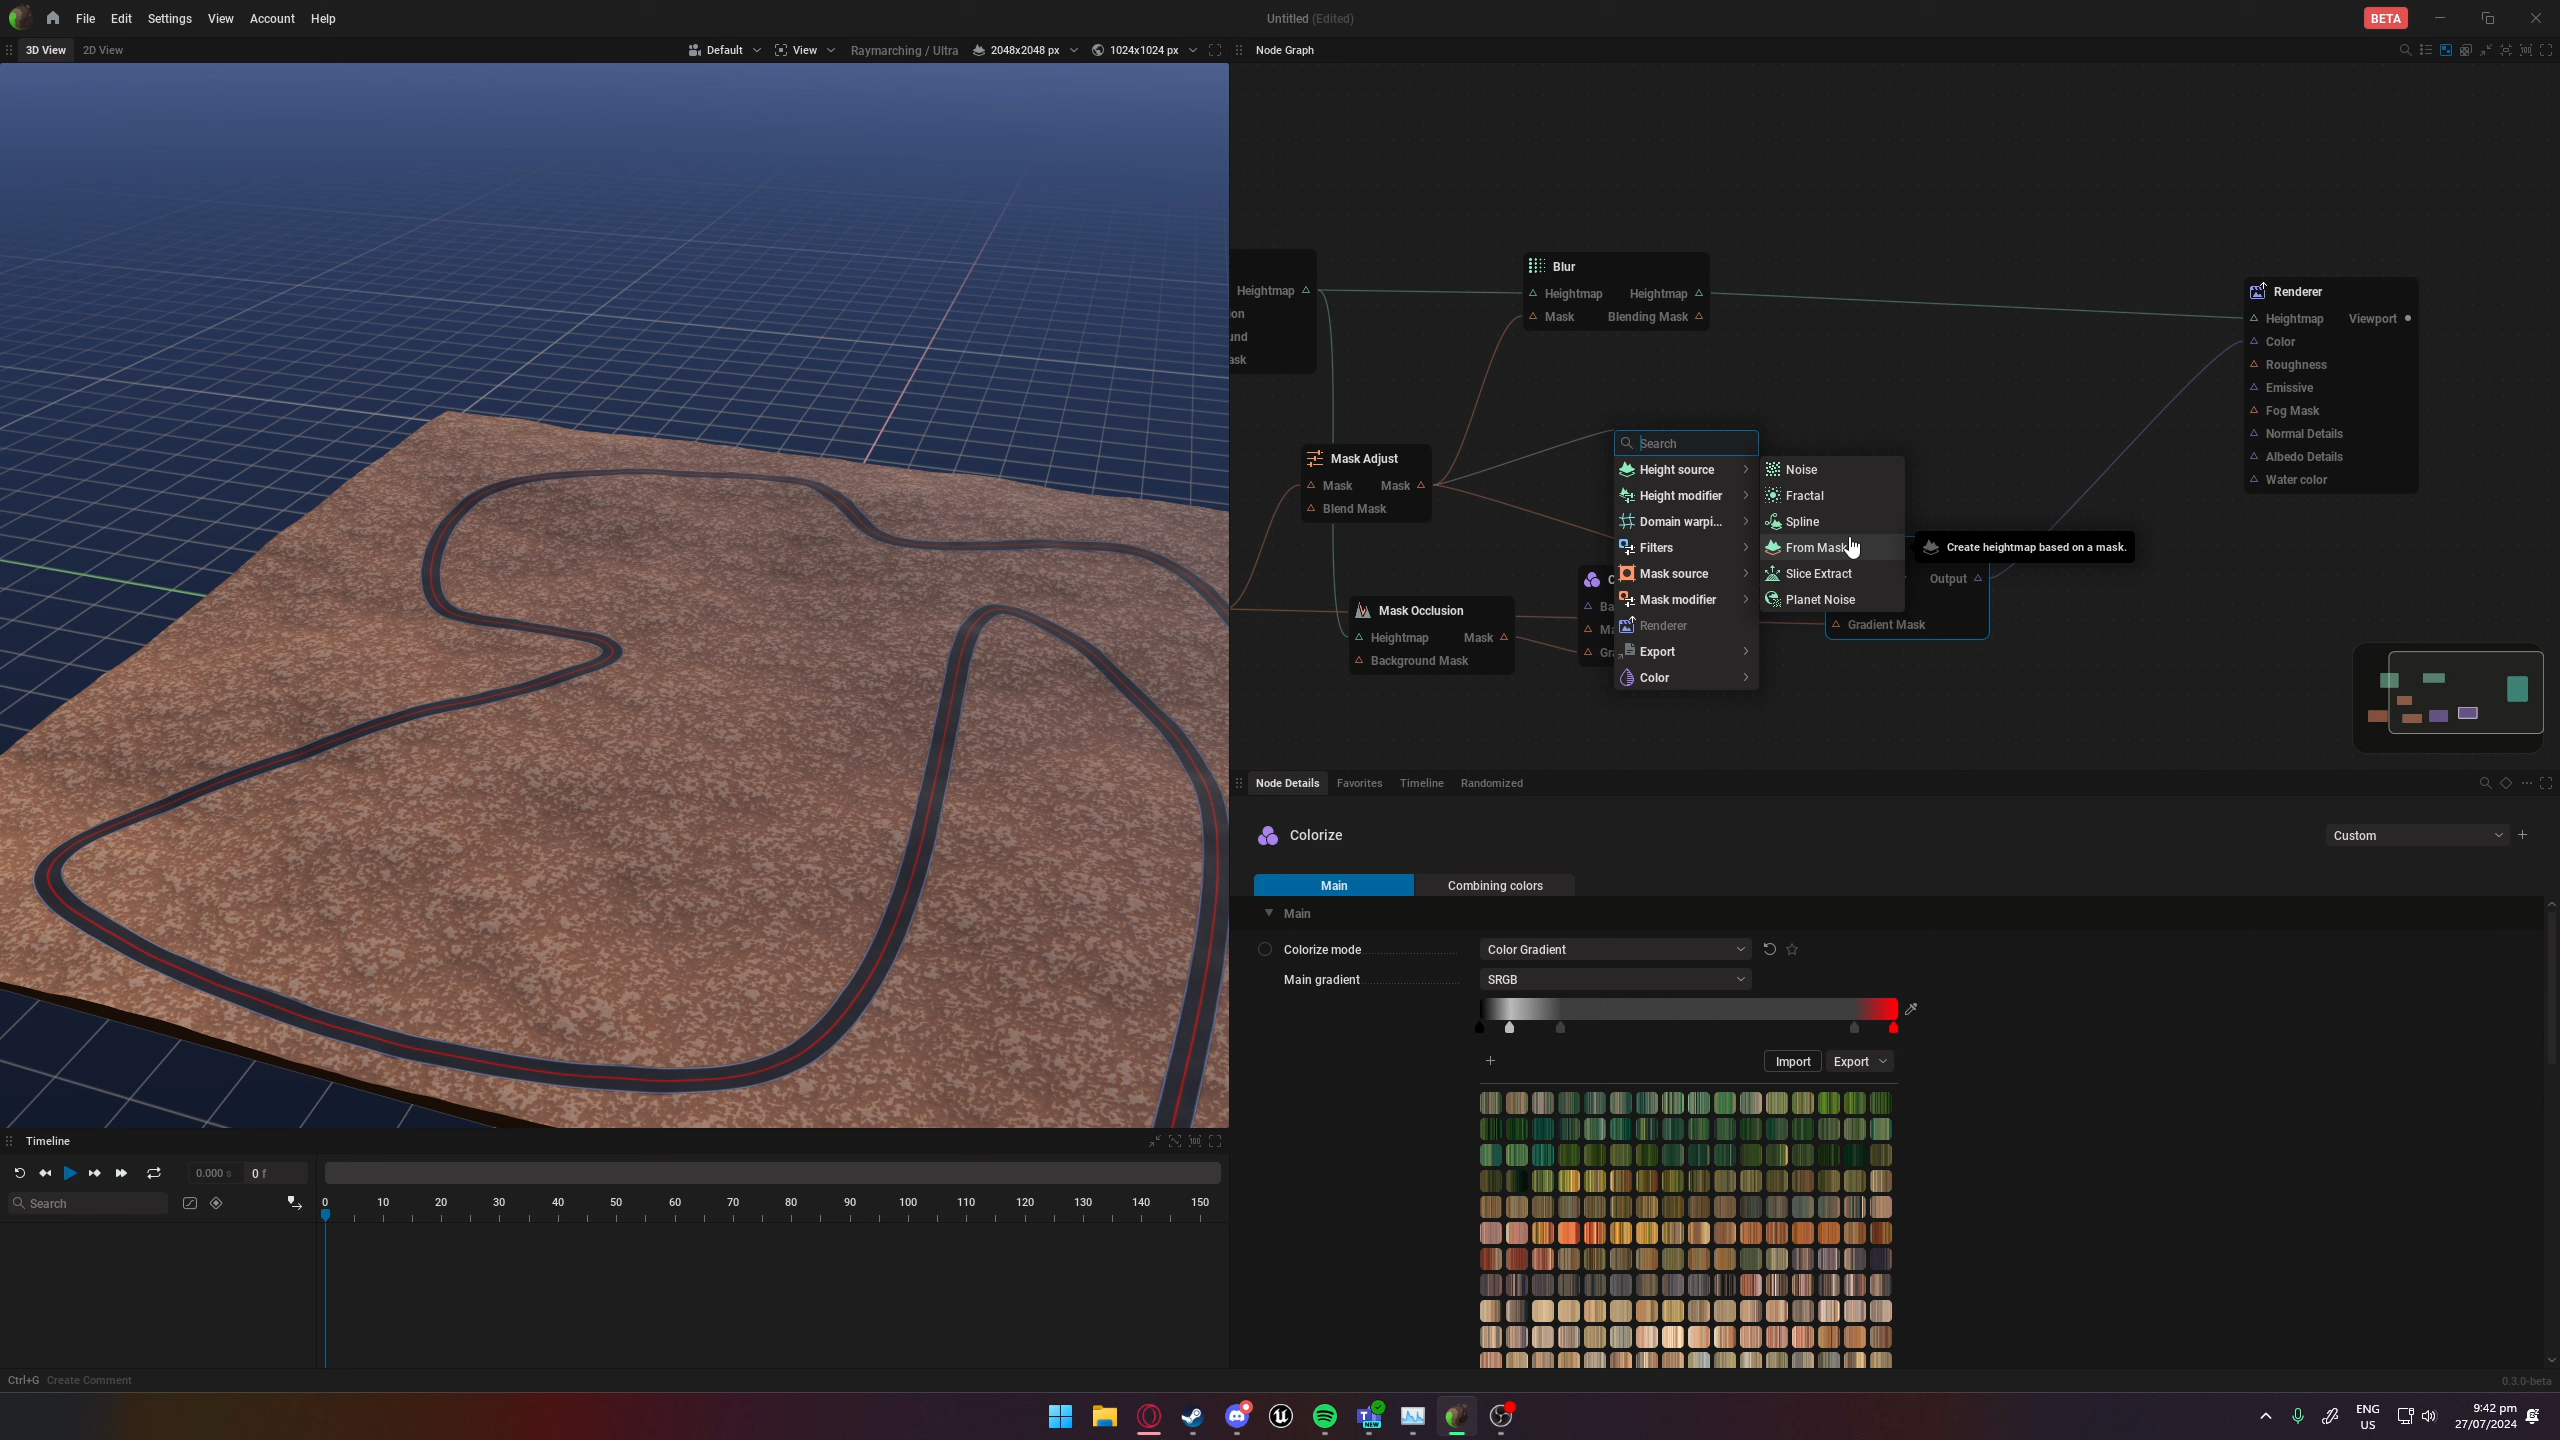 File Edit Settings View Account Help
Untitled (Edited)
BETA
3D View 2D View
Default View Raymarching / Ultra 2048x2048 px 1024x1024 px
Node Graph
Heightmap
on
und
ask
Blur
Heightmap Heightmap
Mask Blending Mask
Renderer
Heightmap Viewport
Color
Roughness
Emissive
Fog Mask
Normal Details
Albedo Details
Water color
Mask Adjust
Mask Mask
Blend Mask
Search
Height source
Height modifier
Domain warpi...
Filters
Mask source
Mask modifier
Renderer
Export
Color
Noise
Fractal
Spline
From Mask
Slice Extract
Planet Noise
Create heightmap based on a mask.
Output
Gradient Mask
C
Ba
Ma
Gra
Mask Occlusion
Heightmap Mask
Background Mask
Node Details Favorites Timeline Randomized
Colorize
Custom
Main Combining colors
Main
Colorize mode Color Gradient
Main gradient SRGB
Import Export
Timeline
0.000 s 0 f
Search
0 10 20 30 40 50 60 70 80 90 100 110 120 130 140 150
Ctrl+G Create Comment
0.3.0-beta
NEW
ENG
US
9:42 pm
27/07/2024